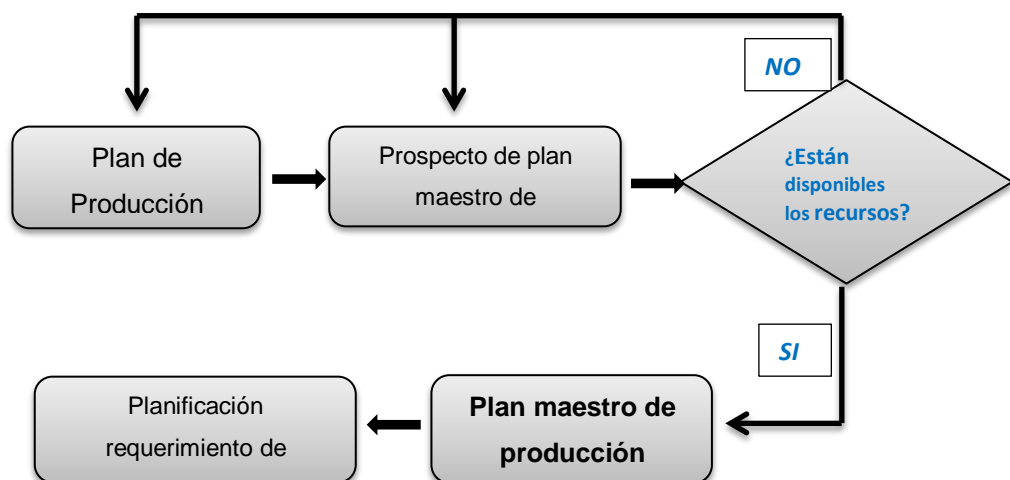 NO
Plan de
Producción
Prospecto de plan
maestro de
¿Están
disponibles
los recursos?
SI
Planificación
requerimiento de
Plan maestro de
producción